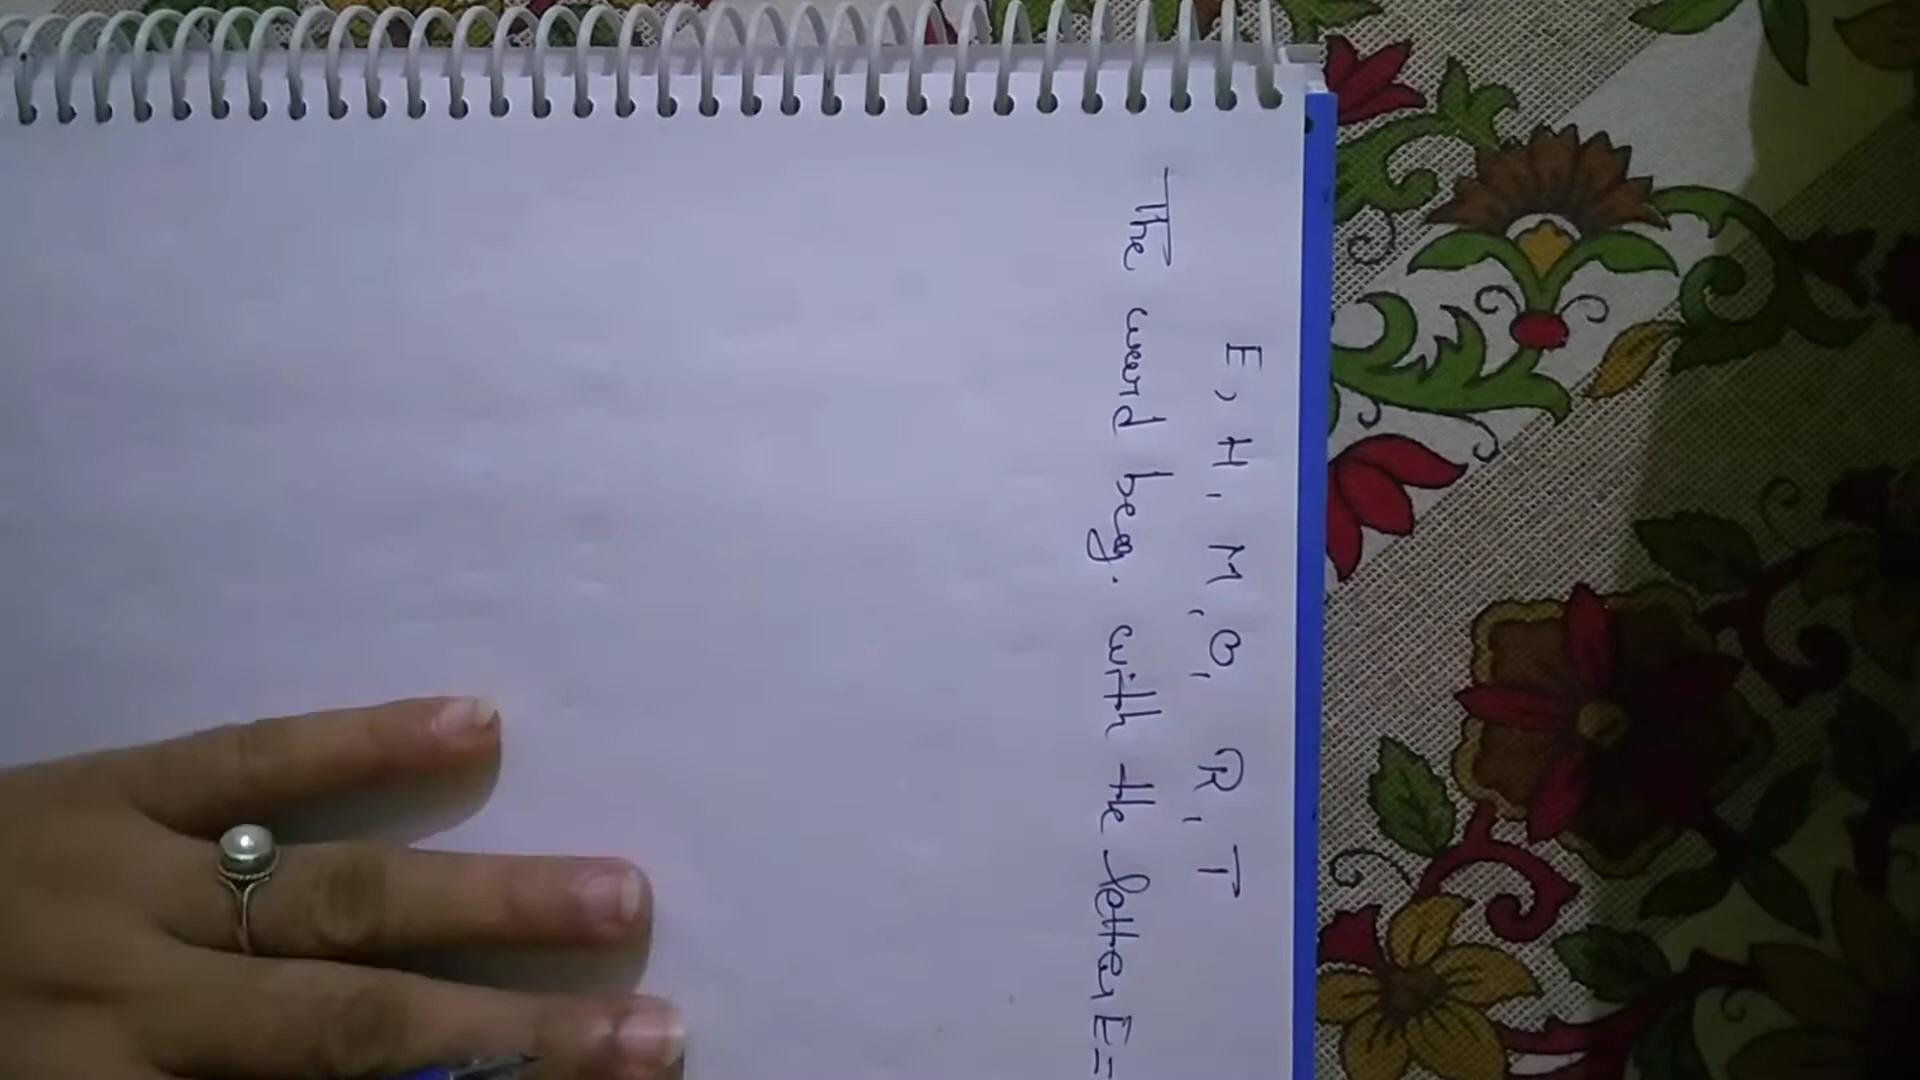 E, H, M, O, R, T
The word beg. with the letter E =